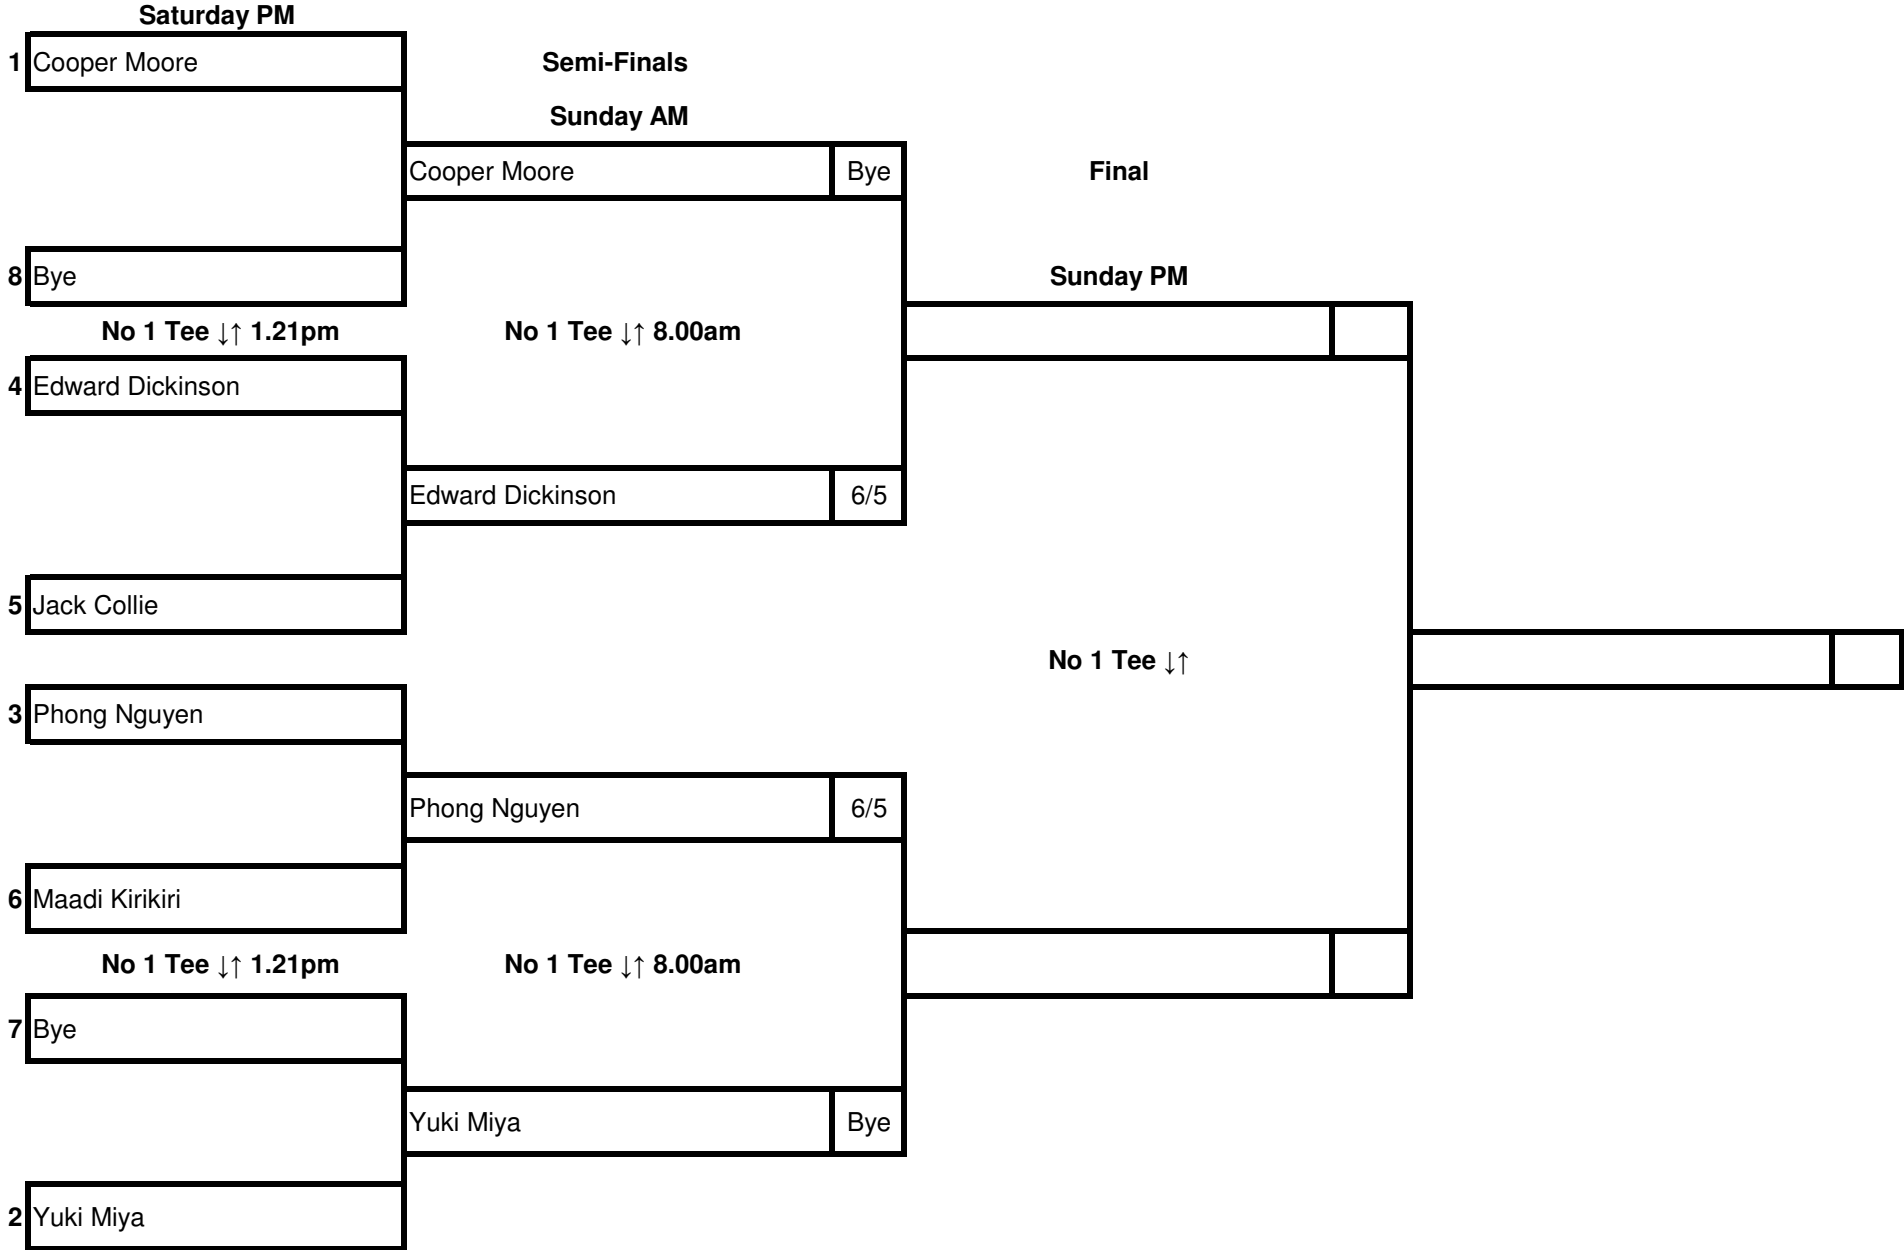 Saturday PM
1 Cooper Moore
Semi-Finals
Sunday AM
Cooper Moore Bye
Final
8 Bye
Sunday PM
No 1 Tee ↓↑ 1.21pm
No 1 Tee ↓↑ 8.00am
4 Edward Dickinson
Edward Dickinson 6/5
5 Jack Collie
No 1 Tee ↓↑
3 Phong Nguyen
Phong Nguyen 6/5
6 Maadi Kirikiri
No 1 Tee ↓↑ 1.21pm
No 1 Tee ↓↑ 8.00am
7 Bye
Yuki Miya Bye
2 Yuki Miya